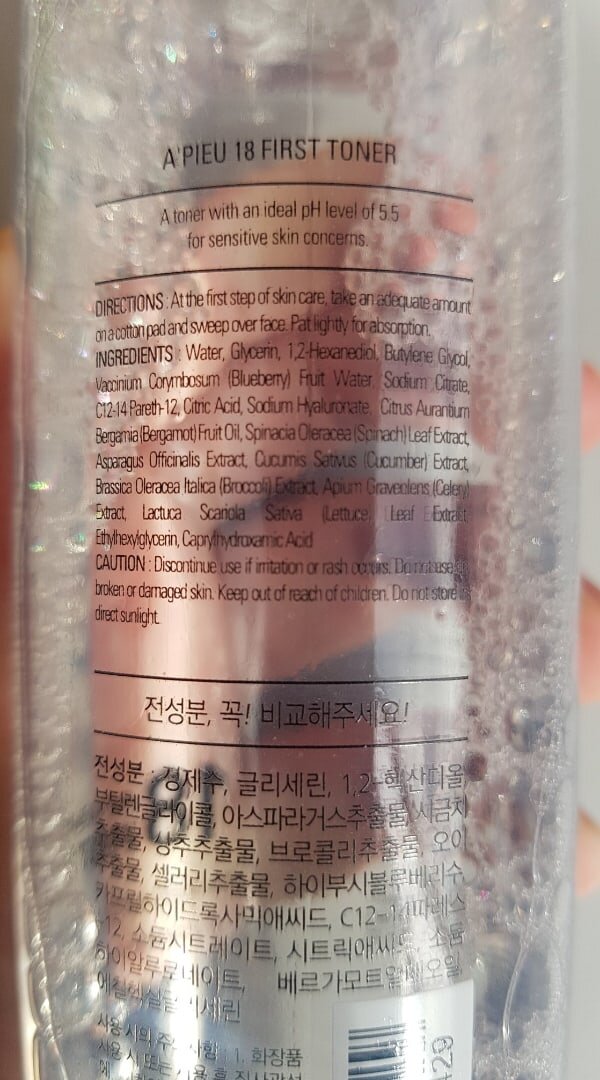 A'PIEU 18 FIRST TONER
A toner with an ideal pH level of 5.5
for sensitive skin concerns.
DIRECTIONS : At the first step of skin care, take an adequate amount
on a cotton pad and sweep over face. Pat lightly for absorption.
INGREDIENTS : Water, Glycerin, 1,2-Hexanediol, Butylene Glycol,
Vaccinium Corymbosum (Blueberry) Fruit Water, Sodium Citrate,
C12-14 Pareth-12, Citric Acid, Sodium Hyaluronate, Citrus Aurantium
Bergamia (Bergamot) Fruit Oil, Spinacia Oleracea (Spinach) Leaf Extract,
Asparagus Officinalis Extract, Cucumis Sativus (Cucumber) Extract,
Brassica Oleracea Italica (Broccoli) Extract, Apium Graveolens (Celery)
Extract, Lactuca Scariola Sativa (Lettuce) Leaf Extract,
Ethylhexylglycerin, Caprylhydroxamic Acid
CAUTION : Discontinue use if irritation or rash occurs. Do not use
broken or damaged skin. Keep out of reach of children. Do not store in
direct sunlight.
전성분, 꼭! 비교해주세요!
전성분 : 정제수, 글리세린, 1,2-헥산디올,
부틸렌글라이콜, 아스파라거스추출물, 시금치
추출물, 상추추출물, 브로콜리추출물, 오이
추출물, 셀러리추출물, 하이부시블루베리수,
카프릴하이드록사믹애씨드, C12-14파레스
-12, 소듐시트레이트, 시트릭애씨드, 소듐
하이알루로네이트, 베르가모트오일,
에칠헥실글리세린
사용 시의 주의사항 : 1. 화장품
사용 시 또는 사용 후 직사광선